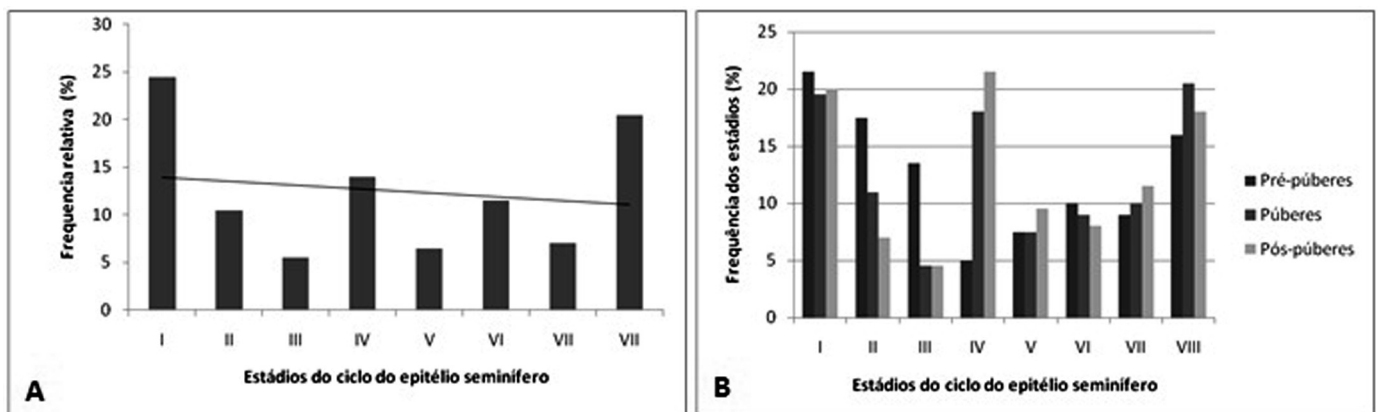 30
25
20
15
10
5
0
Frequencia relativa (%)
I II III IV V VI VII VII
Estádios do ciclo do epitélio seminífero
A
25
20
15
10
5
0
Frequência dos estádios (%)
I II III IV V VI VII VIII
Estádios do ciclo do epitélio seminífero
B
Pré-púberes
Púberes
Pós-púberes